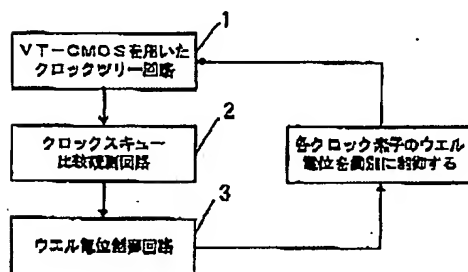 1
VT-CMOSを用いた
クロックツリー回路
2
クロックスキュー
比較観測回路
3
ウエル電位制御回路
各クロック素子のウエル
電位を個別に制御する